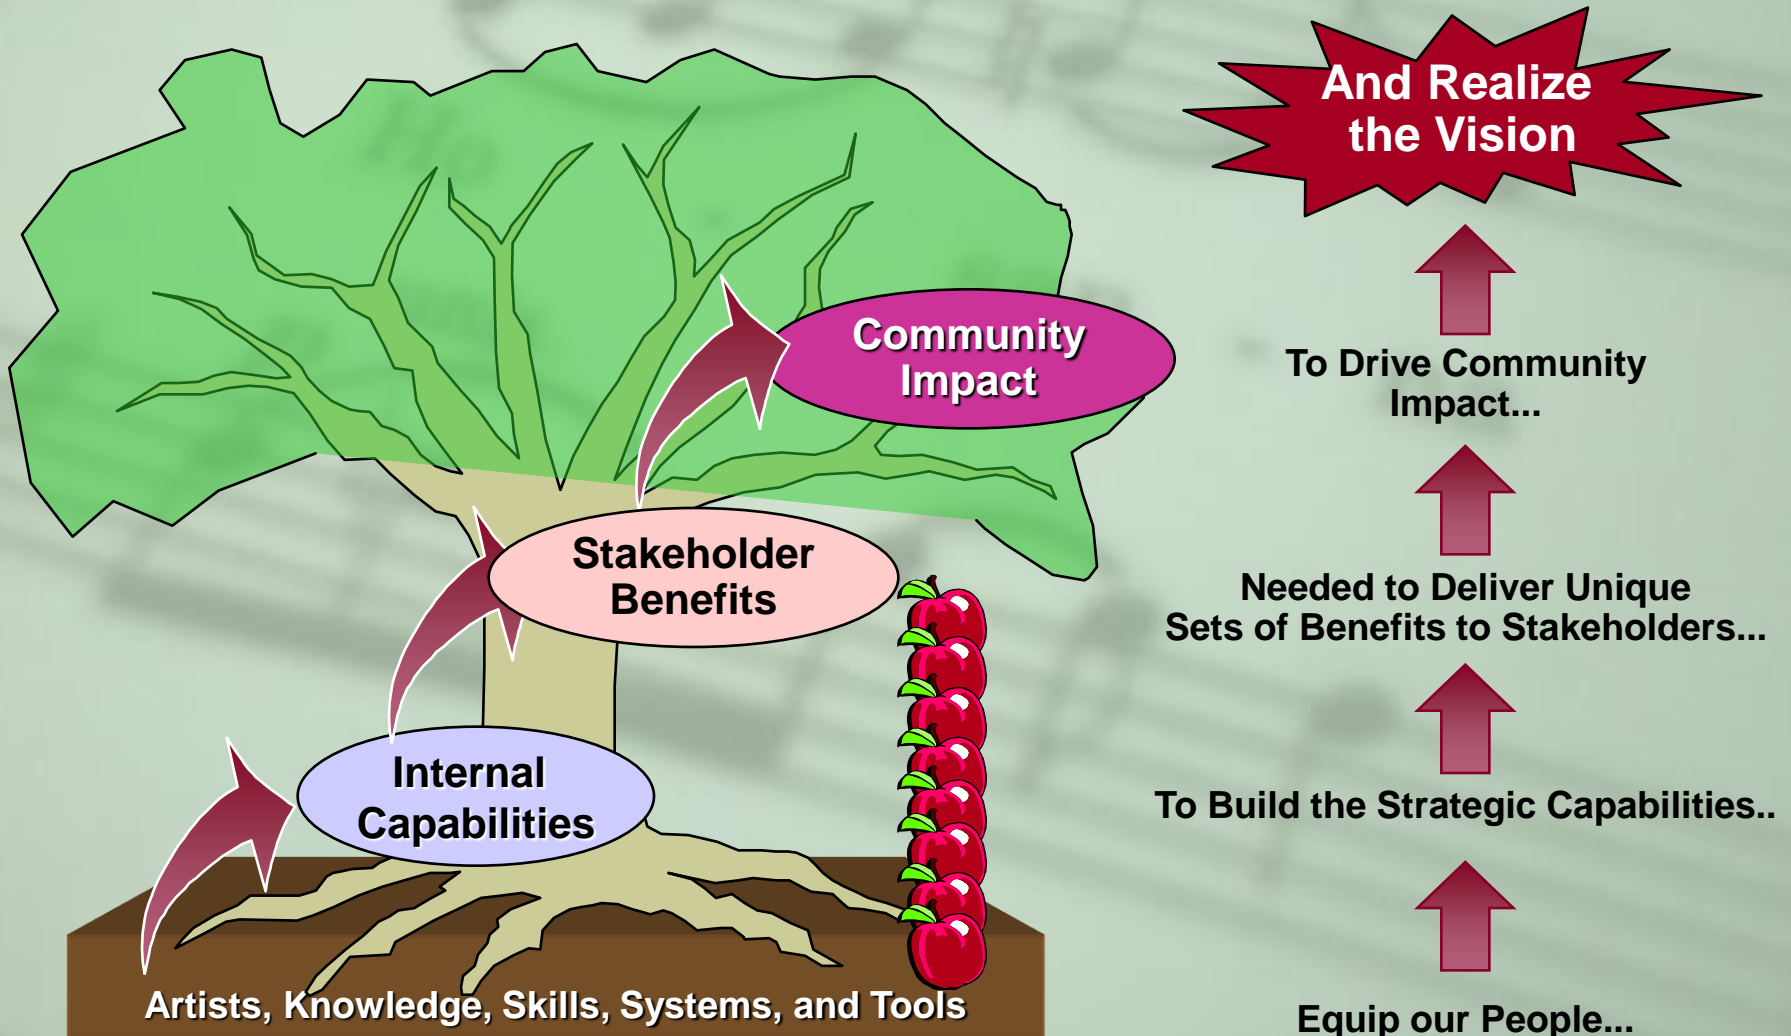 And Realize
the Vision
Community
Impact
To Drive Community
Impact...
Stakeholder
Benefits
Needed to Deliver Unique
Sets of Benefits to Stakeholders...
Internal
Capabilities
To Build the Strategic Capabilities..
Artists, Knowledge, Skills, Systems, and Tools
Equip our People...